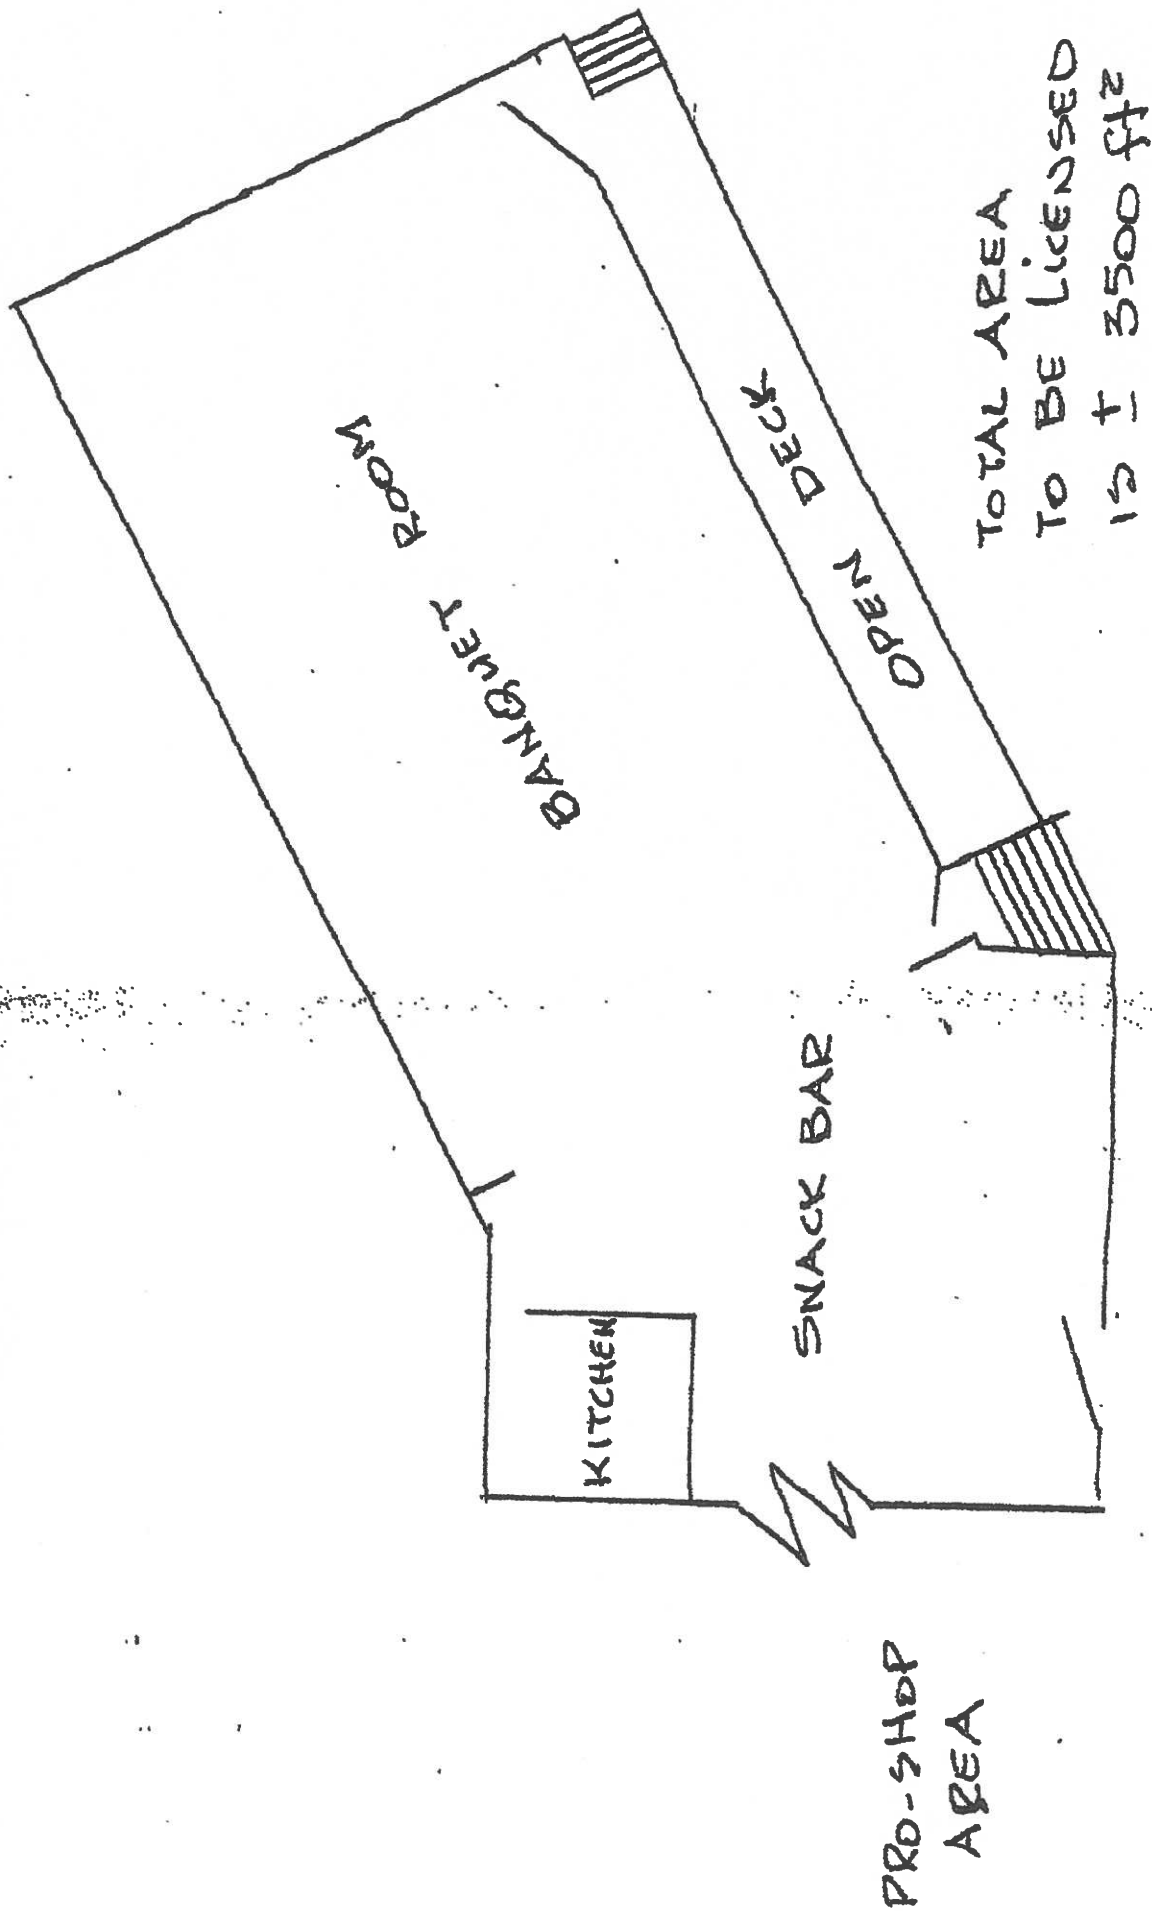 BANQUET ROOM
OPEN DECK
KITCHEN
SNACK BAR
PRO-SHOP
AREA
TOTAL AREA
TO BE LiCENSED
IS ± 3500 ft²